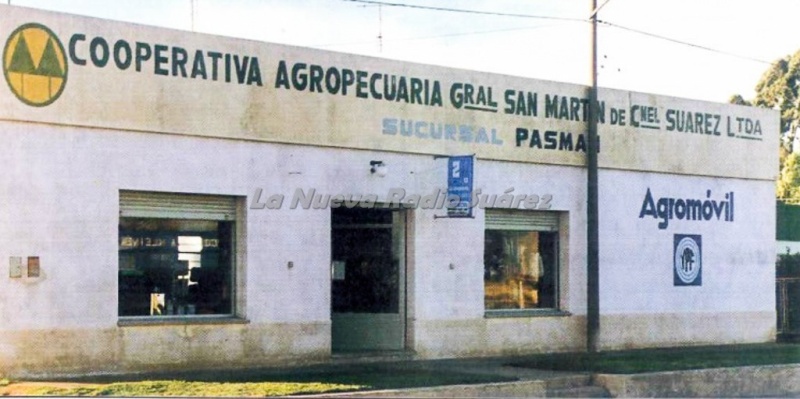 COOPERATIVA AGROPECUARIA GRAL SAN MARTIN DE CNEL SUAREZ LTDA
SUCURSAL PASMAN
La Nueva Radio Suárez
Agromóvil